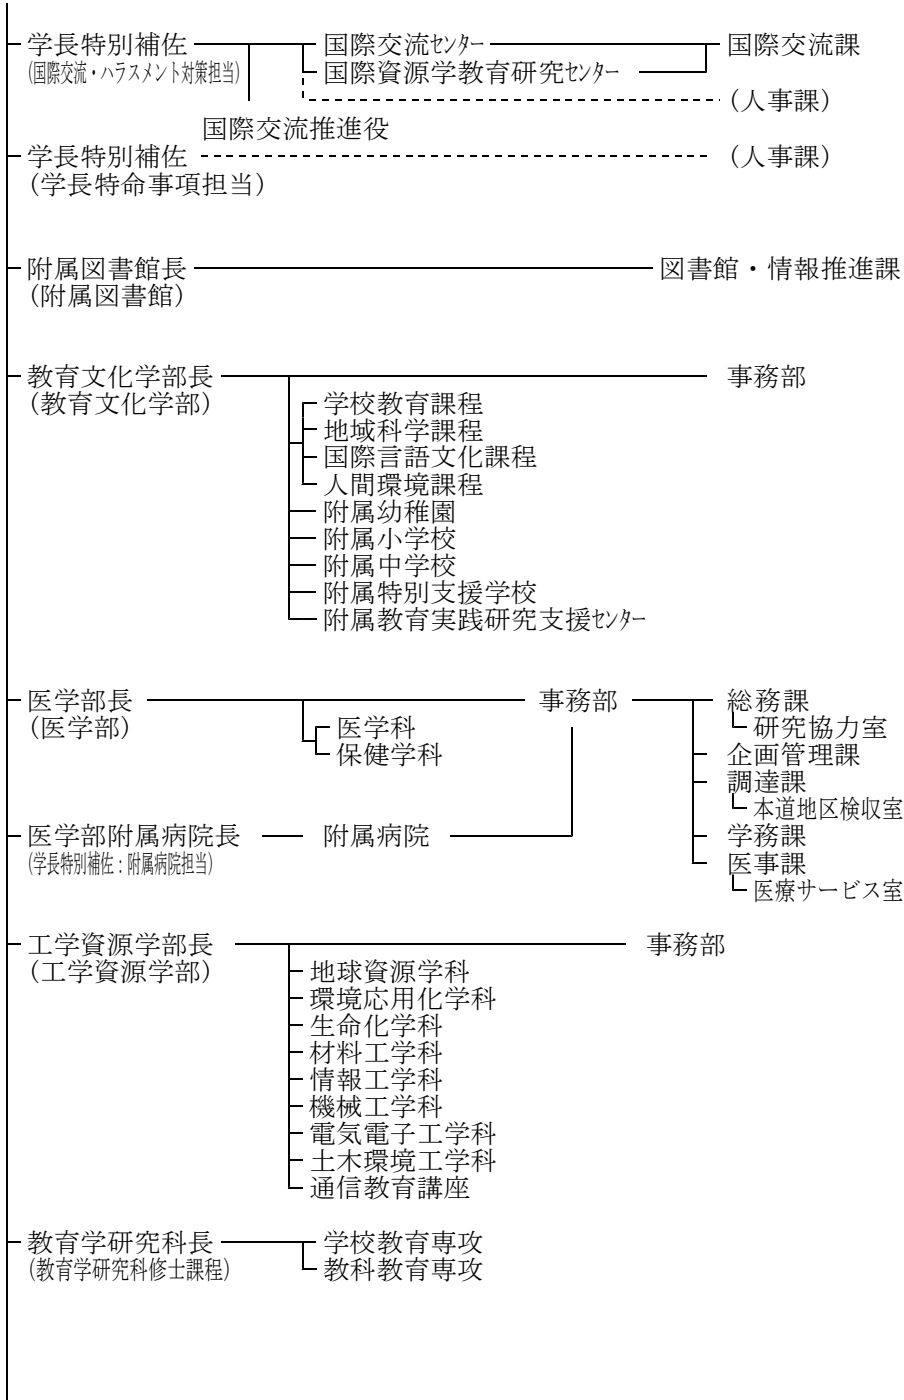 学長特別補佐 国際交流センター 国際交流課
(国際交流・ハラスメント対策担当) 国際資源学教育研究センター
(人事課)
国際交流推進役
学長特別補佐 (人事課)
(学長特命事項担当)
附属図書館長 図書館・情報推進課
(附属図書館)
教育文化学部長 事務部
(教育文化学部) 学校教育課程
地域科学課程
国際言語文化課程
人間環境課程
附属幼稚園
附属小学校
附属中学校
附属特別支援学校
附属教育実践研究支援センター
医学部長 事務部 総務課
(医学部) 医学科 研究協力室
保健学科 企画管理課
調達課
本道地区検収室
医学部附属病院長 附属病院 学務課
(学長特別補佐:附属病院担当) 医事課
医療サービス室
工学資源学部長 事務部
(工学資源学部) 地球資源学科
環境応用化学科
生命化学科
材料工学科
情報工学科
機械工学科
電気電子工学科
土木環境工学科
通信教育講座
教育学研究科長 学校教育専攻
(教育学研究科修士課程) 教科教育専攻